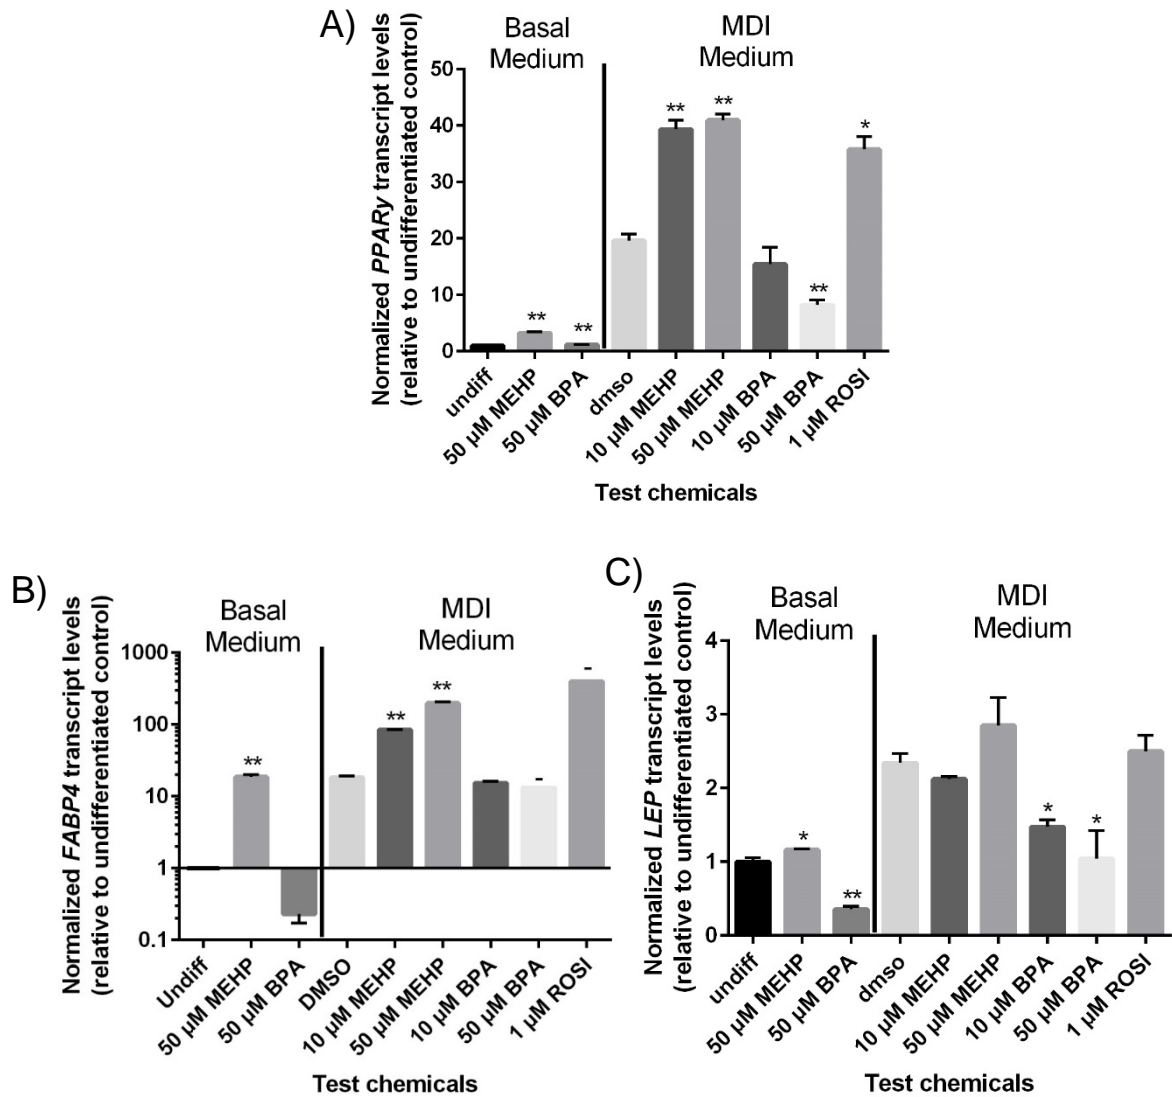 A)
Basal
Medium
MDI
Medium
Normalized PPARγ transcript levels
(relative to undifferentiated control)
50
40
30
20
10
0
**
**
**
**
**
*
undiff
50 µM MEHP
50 µM BPA
dmso
10 µM MEHP
50 µM MEHP
10 µM BPA
50 µM BPA
1 µM ROSI
Test chemicals
B)
Basal
Medium
MDI
Medium
Normalized FABP4 transcript levels
(relative to undifferentiated control)
1000
100
10
1
0.1
**
**
**
Undiff
50 µM MEHP
50 µM BPA
DMSO
10 µM MEHP
50 µM MEHP
10 µM BPA
50 µM BPA
1 µM ROSI
Test chemicals
C)
Basal
Medium
MDI
Medium
Normalized LEP transcript levels
(relative to undifferentiated control)
4
3
2
1
0
*
**
*
*
undiff
50 µM MEHP
50 µM BPA
dmso
10 µM MEHP
50 µM MEHP
10 µM BPA
50 µM BPA
1 µM ROSI
Test chemicals